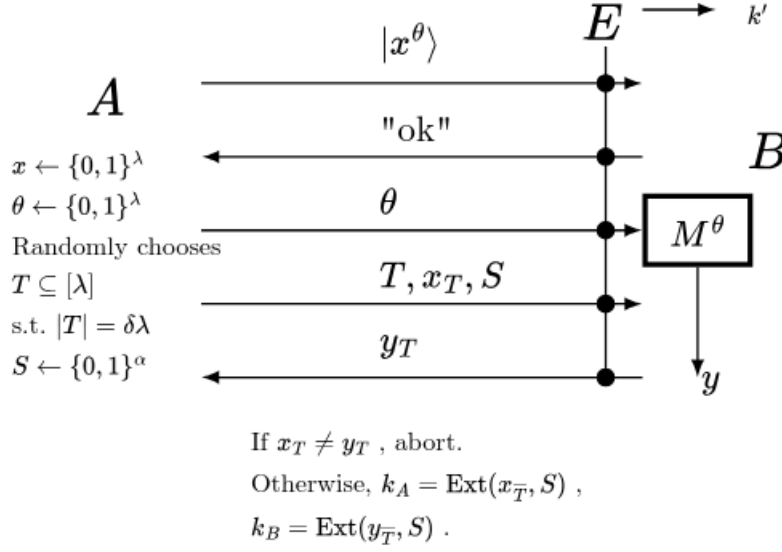 E
k′
|x^θ⟩
A
"ok"
B
x ← {0,1}^λ
θ ← {0,1}^λ
θ
M^θ
Randomly chooses
T ⊆ [λ]
T, x_T, S
s.t. |T| = δλ
y_T
S ← {0,1}^α
y
If x_T ≠ y_T , abort.
Otherwise, k_A = Ext(x_T̅, S) ,
k_B = Ext(y_T̅, S) .